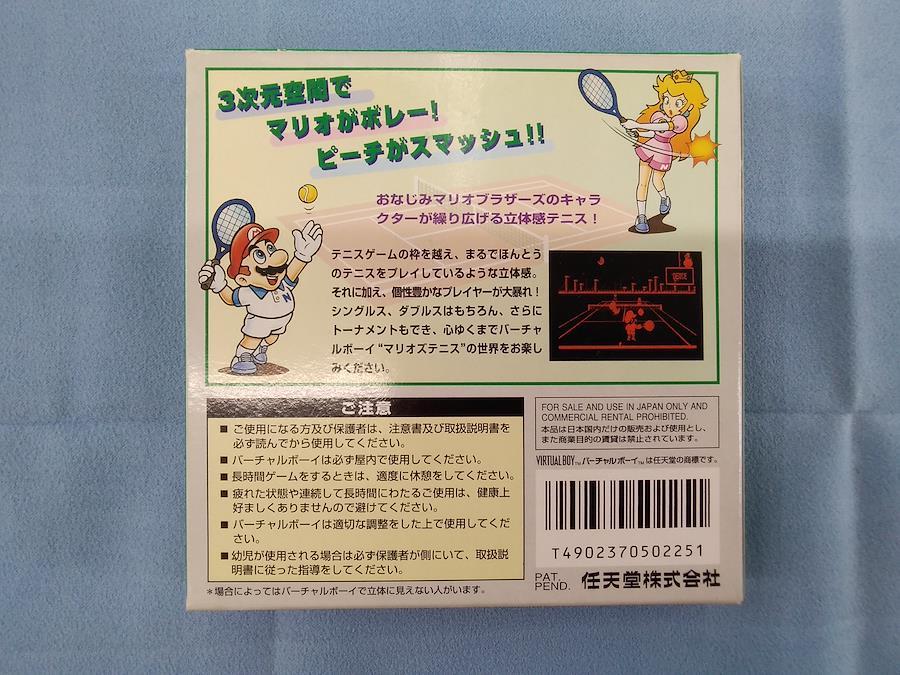 3次元空間で
マリオがボレー!
ピーチがスマッシュ!!
おなじみマリオブラザーズのキャラ
クターが繰り広げる立体感テニス!
テニスゲームの枠を越え、まるでほんとう
のテニスをプレイしているような立体感。
それに加え、個性豊かなプレイヤーが大暴れ!
シングルス、ダブルスはもちろん、さらに
トーナメントもでき、心ゆくまでバーチャ
ルボーイ“マリオズテニス”の世界をお楽し
みください。
ご注意
■ ご使用になる方及び保護者は、注意書及び取扱説明書を
必ず読んでから使用してください。
■ バーチャルボーイは必ず屋内で使用してください。
■ 長時間ゲームをするときは、適度に休憩をしてください。
■ 疲れた状態や連続して長時間にわたるご使用は、健康上
好ましくありませんので避けてください。
■ バーチャルボーイは適切な調整をした上で使用してくだ
さい。
■ 幼児が使用される場合は必ず保護者が側にいて、取扱説
明書に従った指導をしてください。
*場合によってはバーチャルボーイで立体に見えない人がいます。
FOR SALE AND USE IN JAPAN ONLY AND
COMMERCIAL RENTAL PROHIBITED.
本品は日本国内だけの販売および使用とし、
また商業目的の賃貸は禁止されています。
VIRTUAL BOY™ バーチャルボーイ™ は任天堂の商標です。
T4902370502251
PAT.
PEND.
任天堂株式会社
M
N
N
DEUCE